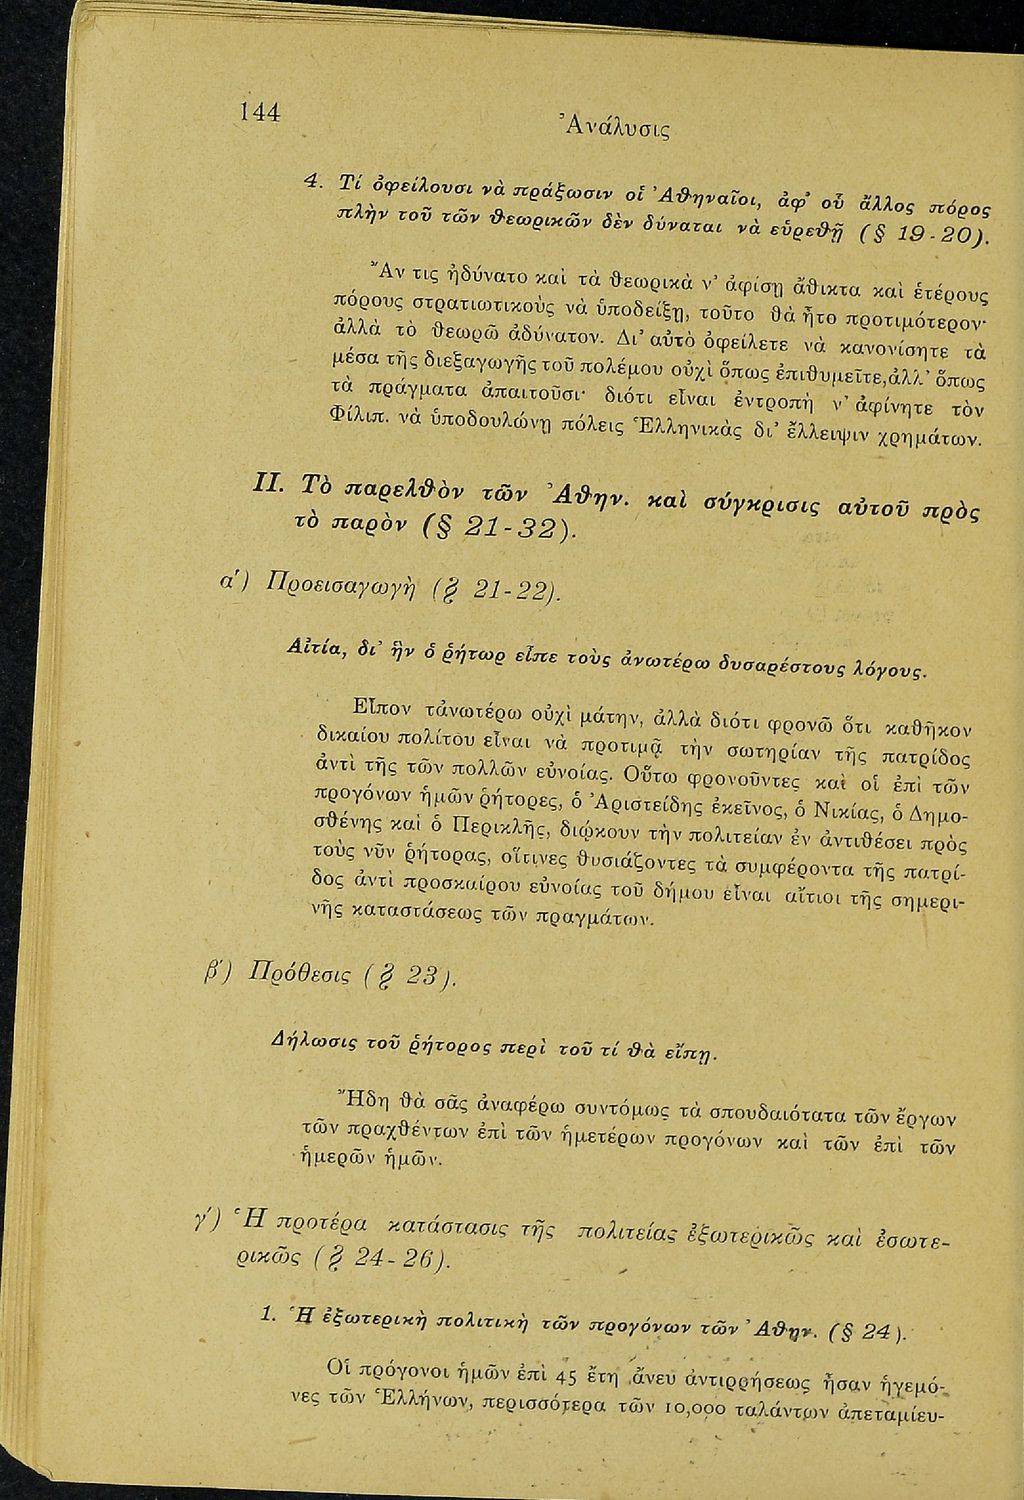 144
Ἀνάλυσις
4. Τί ὀφείλουσι νὰ πράξωσιν οἱ Ἀθηναῖοι, ἀφ’ οὗ ἄλλος πόρος
πλὴν τοῦ τῶν θεωρικῶν δὲν δύναται νὰ εὑρεθῇ (§ 19-20).
Ἄν τις ἠδύνατο καὶ τὰ θεωρικὰ ν’ ἀφίσῃ ἄθικτα καὶ ἑτέρους
πόρους στρατιωτικοὺς νὰ ὑποδείξῃ, τοῦτο θὰ ἦτο προτιμότερον·
ἀλλὰ τὸ θεωρῶ ἀδύνατον. Δι’ αὐτὸ ὀφείλετε νὰ κανονίσητε τὰ
μέσα τῆς διεξαγωγῆς τοῦ πολέμου οὐχὶ ὅπως ἐπιθυμεῖτε, ἀλλ’ ὅπως
τὰ πράγματα ἀπαιτοῦσι· διότι εἶναι ἐντροπὴ ν’ ἀφίνητε τὸν
Φίλιπ. νὰ ὑποδουλώνῃ πόλεις Ἑλληνικὰς δι’ ἔλλειψιν χρημάτων.
II. Τὸ παρελθὸν τῶν Ἀθην. καὶ σύγκρισις αὐτοῦ πρὸς
τὸ παρὸν (§ 21-32).
α΄) Προεισαγωγὴ (§ 21-22).
Αἰτία, δι’ ἣν ὁ ῥήτωρ εἶπε τοὺς ἀνωτέρω δυσαρέστους λόγους.
Εἶπον τἀνωτέρω οὐχὶ μάτην, ἀλλὰ διότι φρονῶ ὅτι καθῆκον
δικαίου πολίτου εἶναι νὰ προτιμᾷ τὴν σωτηρίαν τῆς πατρίδος
ἀντὶ τῆς τῶν πολλῶν εὐνοίας. Οὕτω φρονοῦντες καὶ οἱ ἐπὶ τῶν
προγόνων ἡμῶν ῥήτορες, ὁ Ἀριστείδης ἐκεῖνος, ὁ Νικίας, ὁ Δημο-
σθένης καὶ ὁ Περικλῆς, διῴκουν τὴν πολιτείαν ἐν ἀντιθέσει πρὸς
τοὺς νῦν ῥήτορας, οἵτινες θυσιάζοντες τὰ συμφέροντα τῆς πατρί-
δος ἀντὶ προσκαίρου εὐνοίας τοῦ δήμου εἶναι αἴτιοι τῆς σημερι-
νῆς καταστάσεως τῶν πραγμάτων.
β΄) Πρόθεσις (§ 23).
Δήλωσις τοῦ ῥήτορος περὶ τοῦ τί θὰ εἴπῃ.
Ἤδη θὰ σᾶς ἀναφέρω συντόμως τὰ σπουδαιότατα τῶν ἔργων
τῶν πραχθέντων ἐπὶ τῶν ἡμετέρων προγόνων καὶ τῶν ἐπὶ τῶν
ἡμερῶν ἡμῶν.
γ΄) Ἡ προτέρα κατάστασις τῆς πολιτείας ἐξωτερικῶς καὶ ἐσωτε-
ρικῶς (§ 24-26).
1. Ἡ ἐξωτερικὴ πολιτικὴ τῶν προγόνων τῶν Ἀθην. (§ 24).
Οἱ πρόγονοι ἡμῶν ἐπὶ 45 ἔτη ἄνευ ἀντιρρήσεως ἦσαν ἡγεμό-
νες τῶν Ἑλλήνων, περισσότερα τῶν 10,000 ταλάντων ἀπεταμίευ-